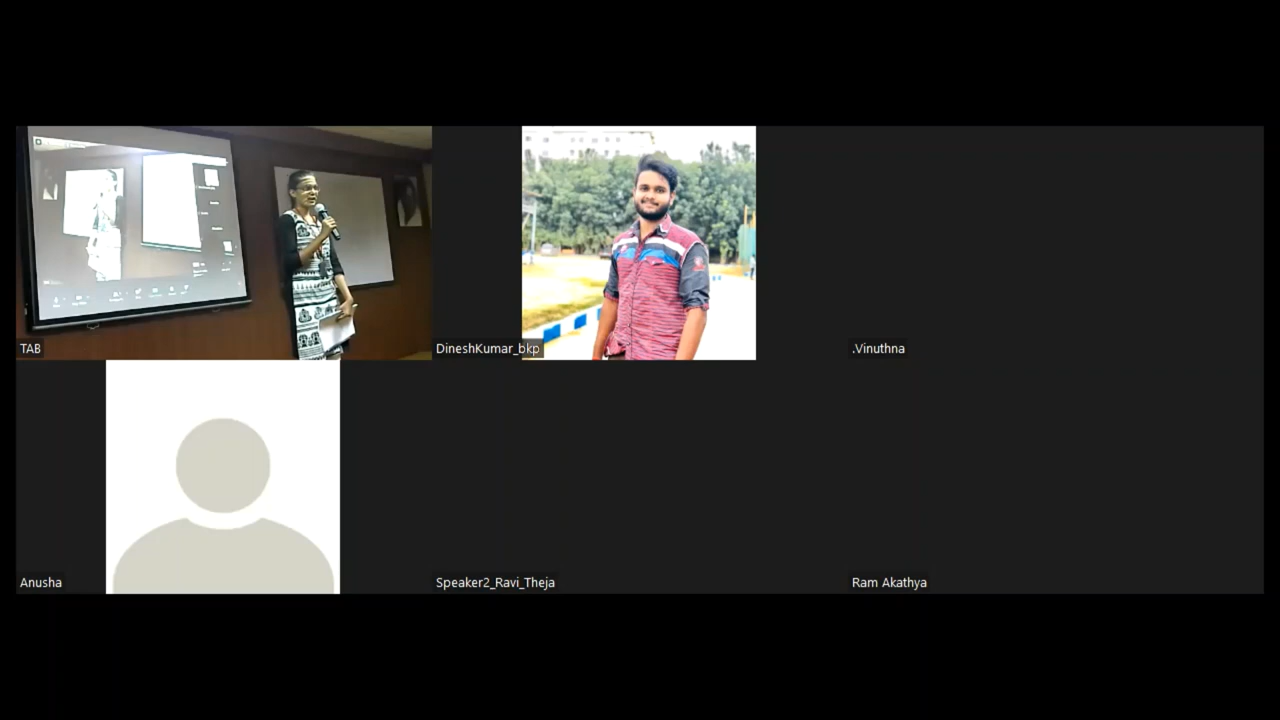 TAB
DineshKumar_bkp
.Vinuthna
Anusha
Speaker2_Ravi_Theja
Ram Akathya